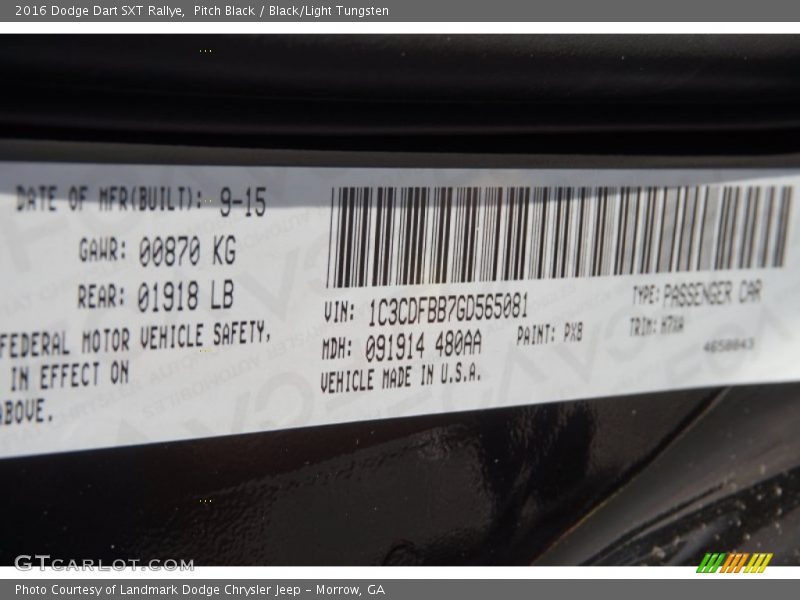 2016 Dodge Dart SXT Rallye, Pitch Black / Black/Light Tungsten
DATE OF MFR(BUILT): 9-15
GAWR: 00870 KG
REAR: 01918 LB
FEDERAL MOTOR VEHICLE SAFETY,
IN EFFECT ON
ABOVE.
VIN: 1C3CDFBB7GD565081
TYPE: PASSENGER CAR
MDH: 091914 480AA
PAINT: PX8
TRIM: H7XA
VEHICLE MADE IN U.S.A.
4650843
GTCARLOT.COM
Photo Courtesy of Landmark Dodge Chrysler Jeep – Morrow, GA